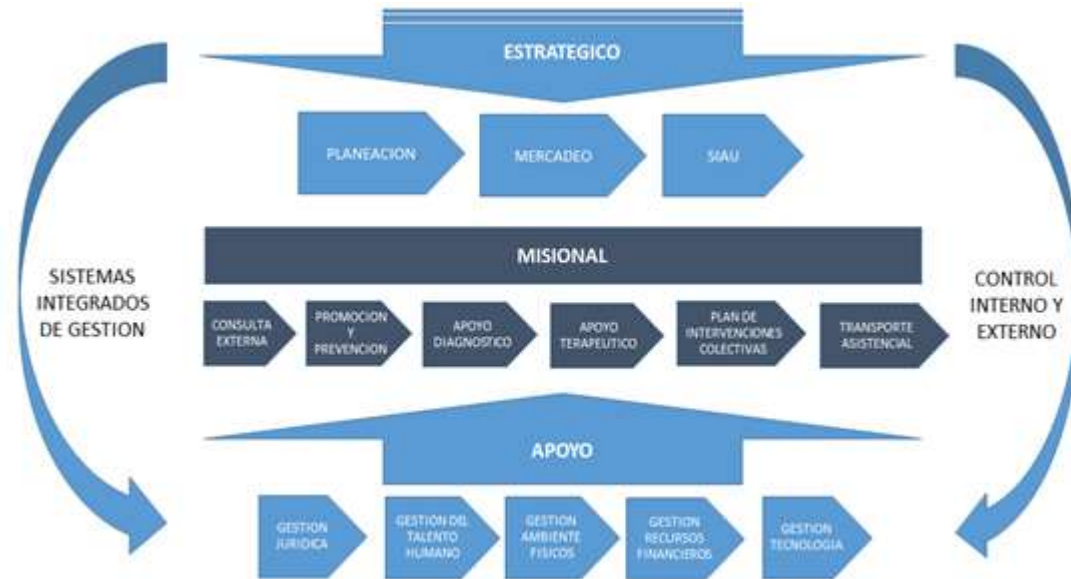 ESTRATEGICO
PLANEACION
MERCADEO
SIAU
MISIONAL
SISTEMAS
INTEGRADOS
DE GESTION
CONTROL
INTERNO Y
EXTERNO
CONSULTA
EXTERNA
PROMOCION
Y
PREVENCION
APOYO
DIAGNOSTICO
APOYO
TERAPEUTICO
PLAN DE
INTERVENCIONES
COLECTIVAS
TRANSPORTE
ASISTENCIAL
APOYO
GESTION
JURIDICA
GESTION DEL
TALENTO
HUMANO
GESTION
AMBIENTE
FISICOS
GESTION
RECURSOS
FINANCIEROS
GESTION
TECNOLOGIA